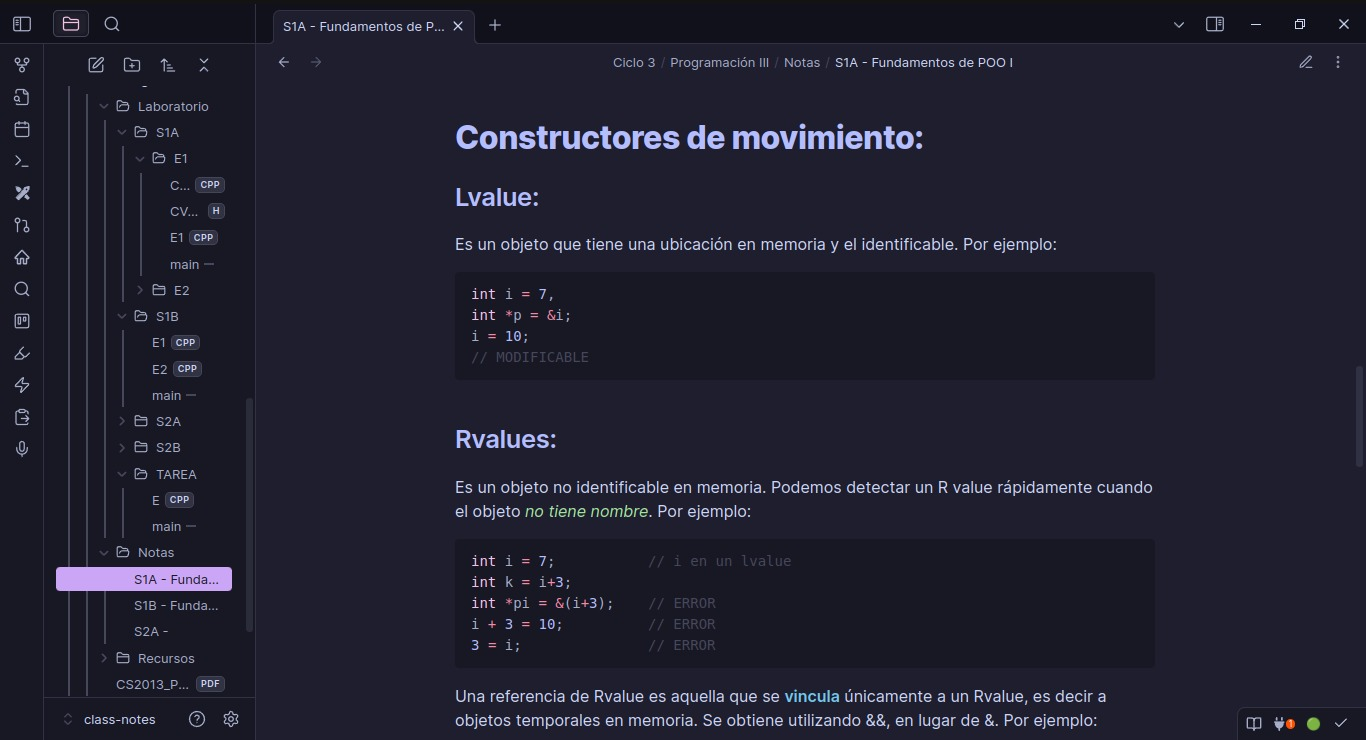 S1A - Fundamentos de P...
Ciclo 3 / Programación III / Notas / S1A - Fundamentos de POO I
Laboratorio
S1A
E1
C... CPP
CV... H
E1 CPP
main
E2
S1B
E1 CPP
E2 CPP
main
S2A
S2B
TAREA
E CPP
main
Notas
S1A - Funda...
S1B - Funda...
S2A -
Recursos
CS2013_P... PDF
class-notes
Constructores de movimiento:
Lvalue:
Es un objeto que tiene una ubicación en memoria y el identificable. Por ejemplo:
int i = 7,
int *p = &i;
i = 10;
// MODIFICABLE
Rvalues:
Es un objeto no identificable en memoria. Podemos detectar un R value rápidamente cuando
el objeto no tiene nombre. Por ejemplo:
int i = 7; // i en un lvalue
int k = i+3;
int *pi = &(i+3); // ERROR
i + 3 = 10; // ERROR
3 = i; // ERROR
Una referencia de Rvalue es aquella que se vincula únicamente a un Rvalue, es decir a
objetos temporales en memoria. Se obtiene utilizando &&, en lugar de &. Por ejemplo:
1